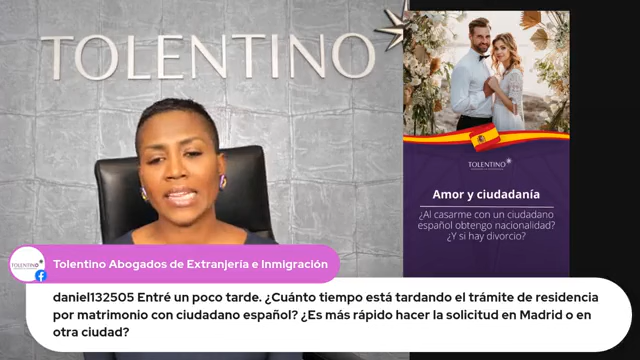 TOLENTINO
TOLENTINO
Amor y ciudadanía
¿Al casarme con un ciudadano
español obtengo nacionalidad?
¿Y si hay divorcio?
TOLENTINO
Tolentino Abogados de Extranjería e Inmigración
daniel132505 Entré un poco tarde. ¿Cuánto tiempo está tardando el trámite de residencia
por matrimonio con ciudadano español? ¿Es más rápido hacer la solicitud en Madrid o en
otra ciudad?